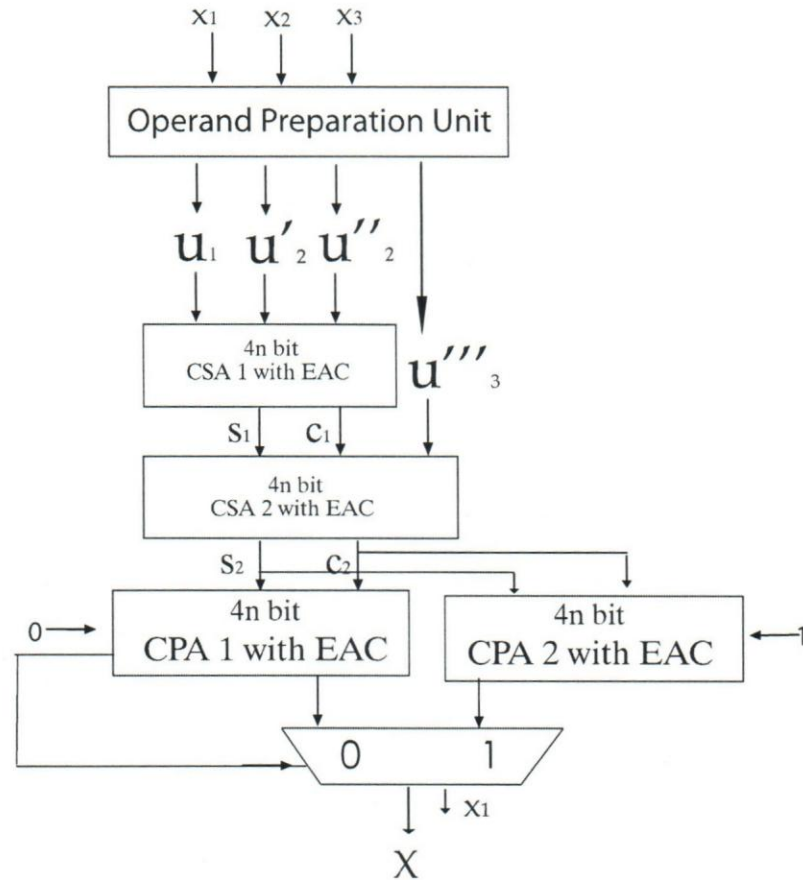 x1 x2 x3
Operand Preparation Unit
u1 u'2 u''2
4n bit
CSA 1 with EAC
u'''3
s1 c1
4n bit
CSA 2 with EAC
s2 c2
4n bit
CPA 1 with EAC
4n bit
CPA 2 with EAC
0
1
0 1
x1
X